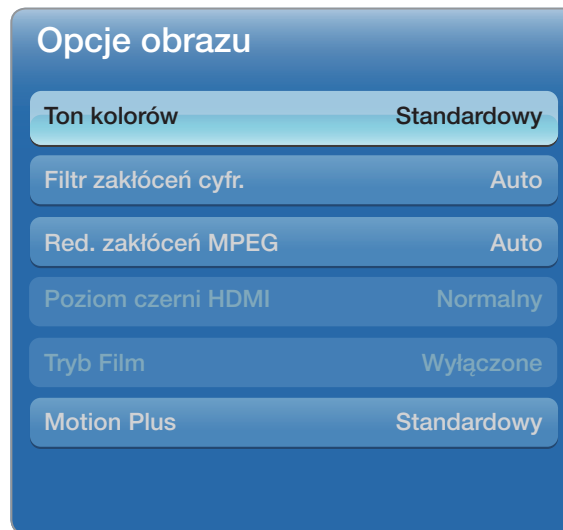 Opcje obrazu
Ton kolorów Standardowy
Filtr zakłóceń cyfr. Auto
Red. zakłóceń MPEG Auto
Poziom czerni HDMI Normalny
Tryb Film Wyłączone
Motion Plus Standardowy